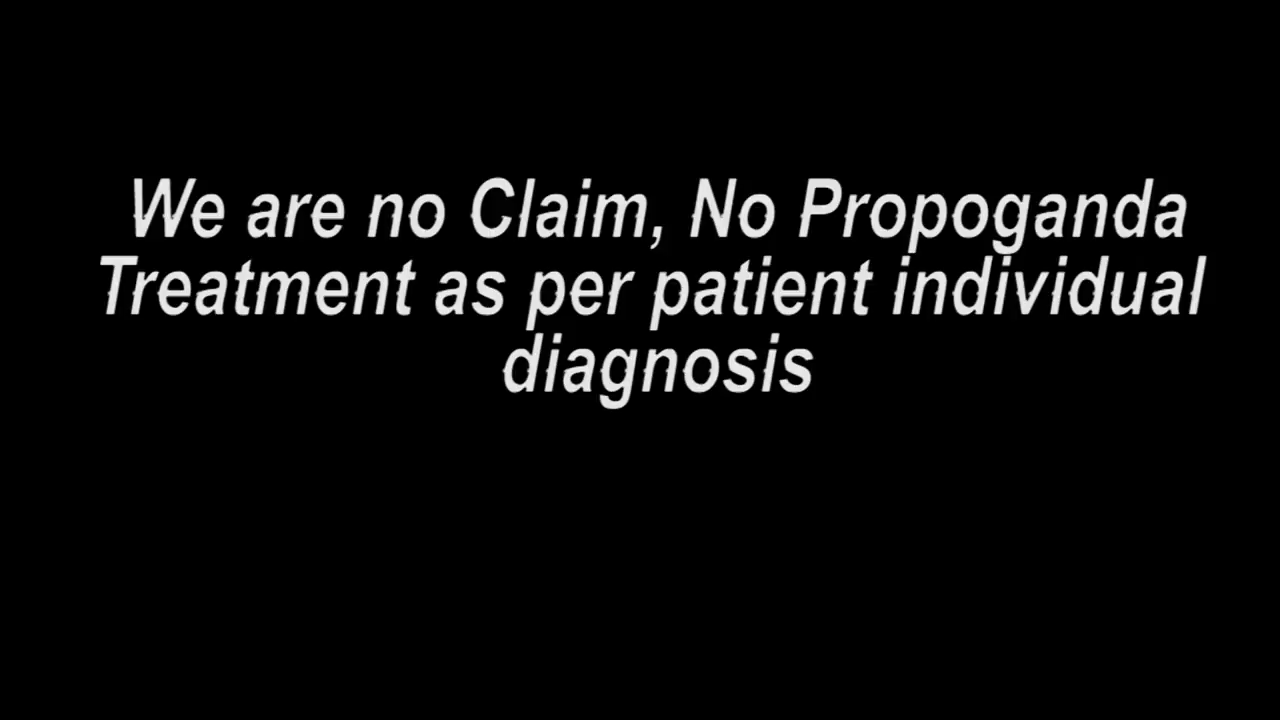 We are no Claim, No Propoganda
Treatment as per patient individual
diagnosis